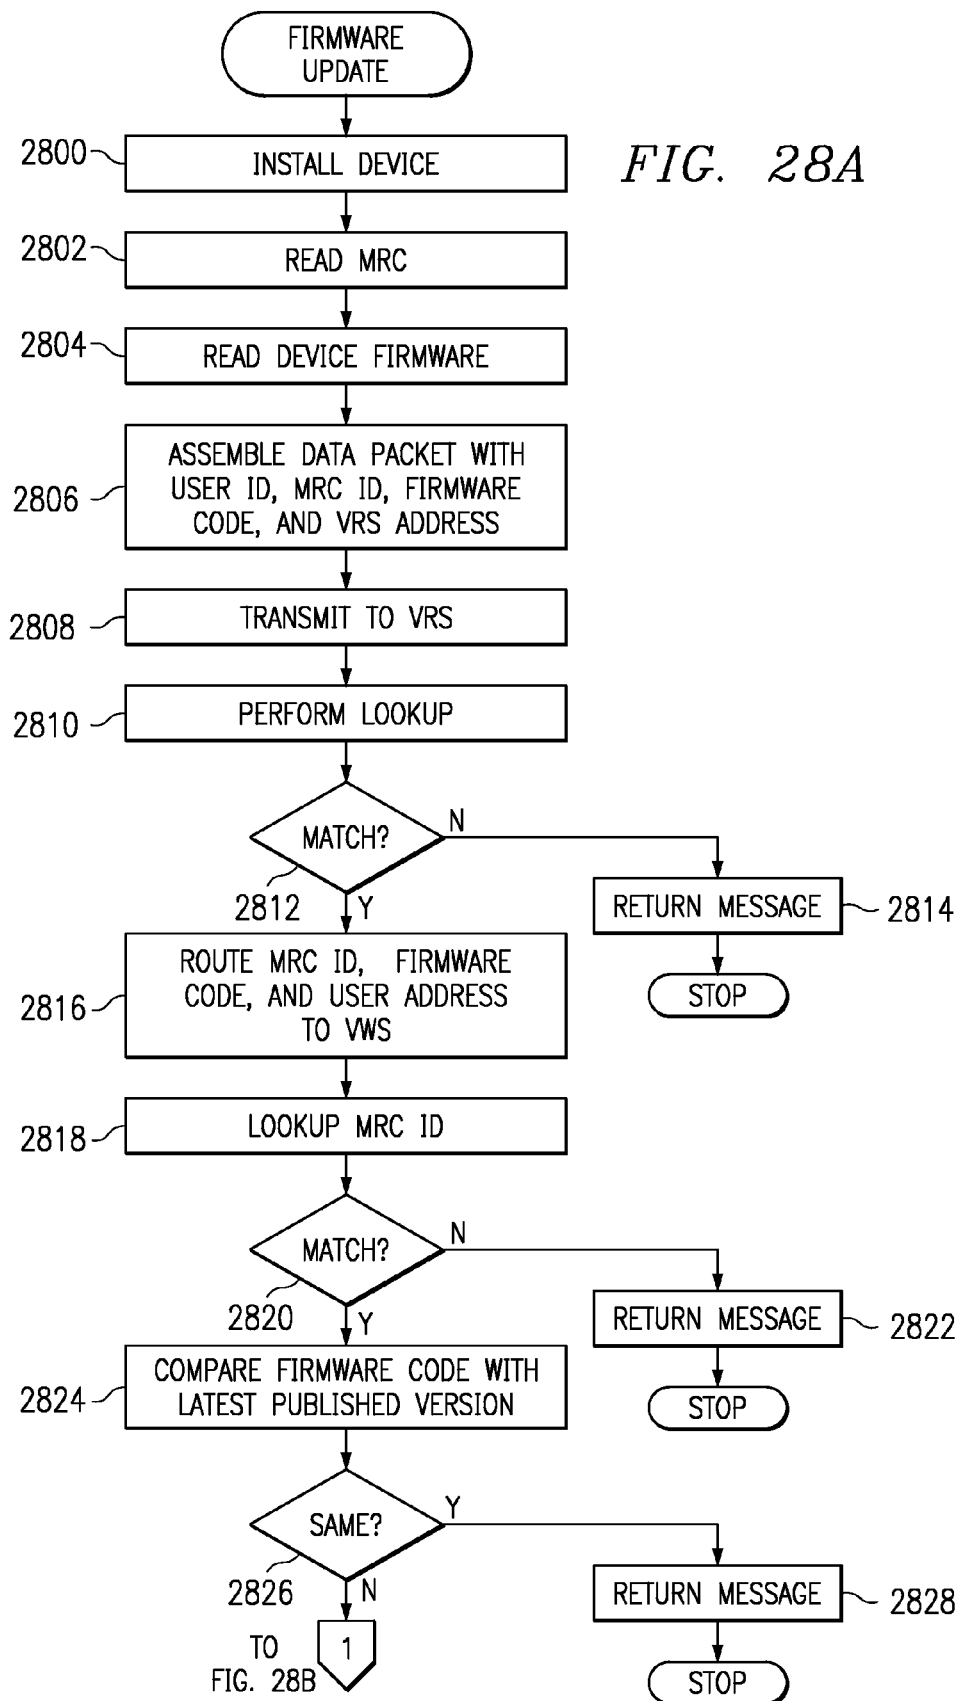 FIRMWARE
UPDATE
FIG. 28A
2800
INSTALL DEVICE
2802
READ MRC
2804
READ DEVICE FIRMWARE
2806
ASSEMBLE DATA PACKET WITH
USER ID, MRC ID, FIRMWARE
CODE, AND VRS ADDRESS
2808
TRANSMIT TO VRS
2810
PERFORM LOOKUP
MATCH?
N
2812
Y
RETURN MESSAGE
2814
STOP
2816
ROUTE MRC ID, FIRMWARE
CODE, AND USER ADDRESS
TO VWS
2818
LOOKUP MRC ID
MATCH?
N
2820
Y
RETURN MESSAGE
2822
STOP
2824
COMPARE FIRMWARE CODE WITH
LATEST PUBLISHED VERSION
SAME?
Y
2826
N
RETURN MESSAGE
2828
STOP
TO
FIG. 28B
1